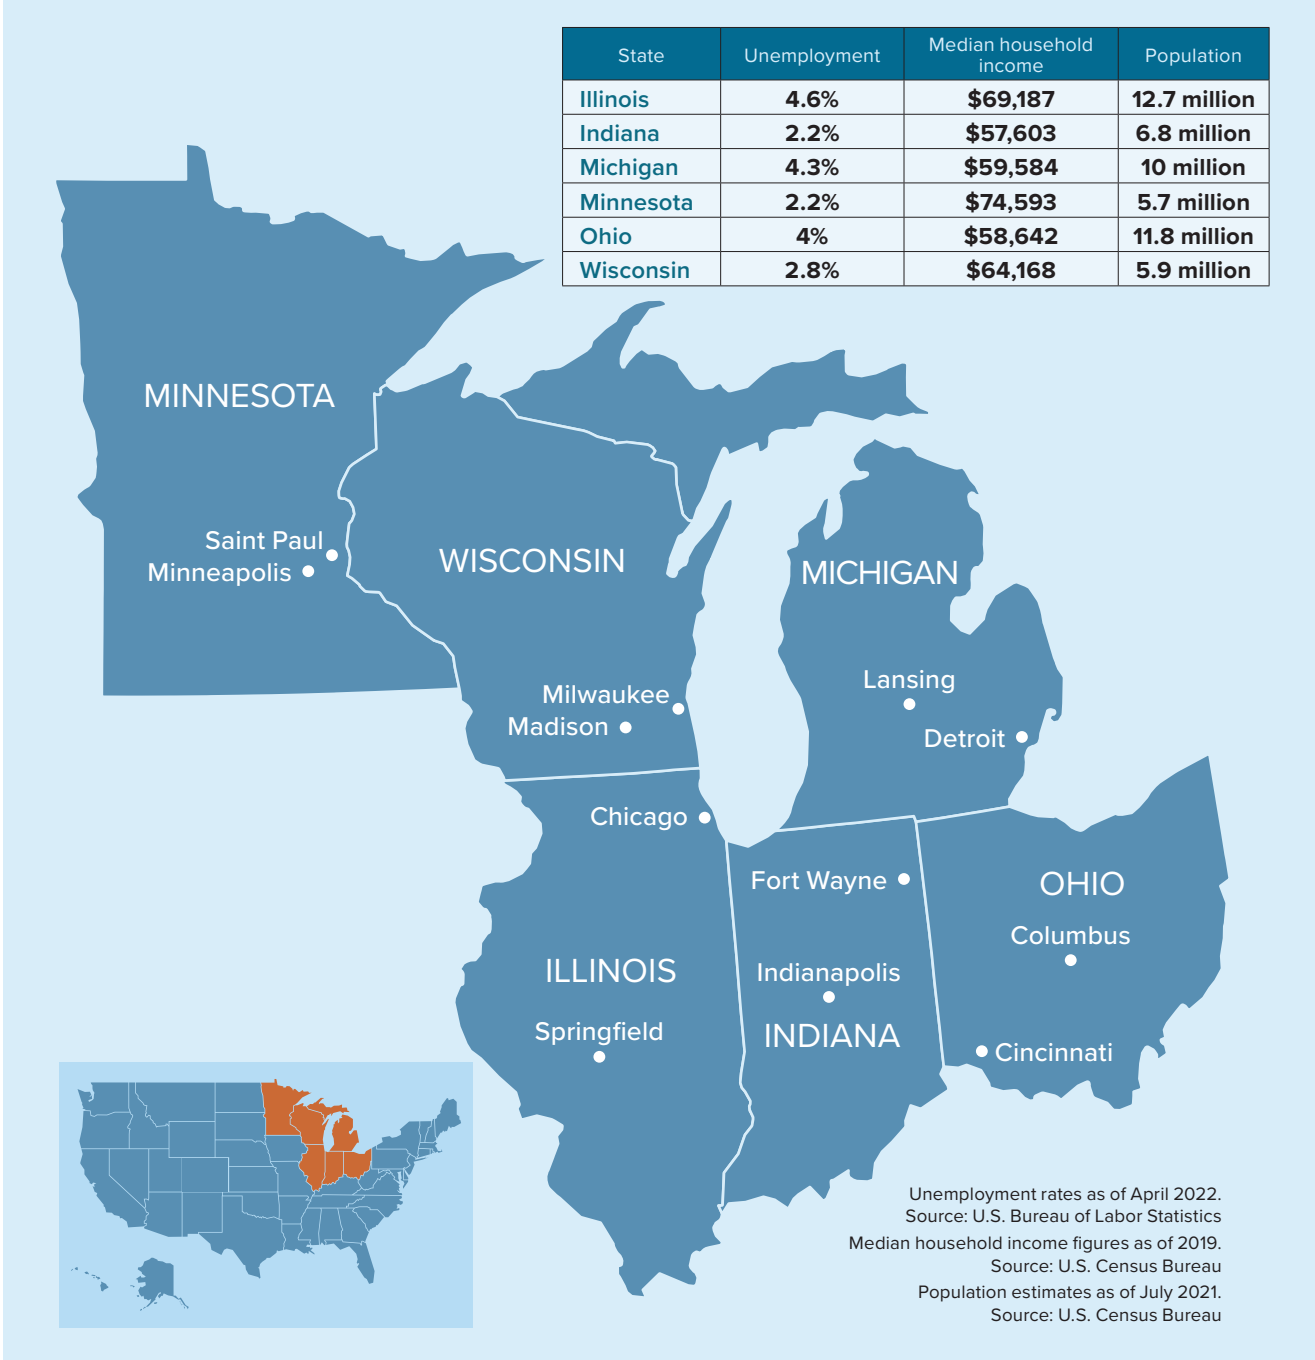 State Unemployment Median household income Population
Illinois 4.6% $69,187 12.7 million
Indiana 2.2% $57,603 6.8 million
Michigan 4.3% $59,584 10 million
Minnesota 2.2% $74,593 5.7 million
Ohio 4% $58,642 11.8 million
Wisconsin 2.8% $64,168 5.9 million
MINNESOTA
Saint Paul
Minneapolis
WISCONSIN
MICHIGAN
Lansing
Milwaukee
Madison
Detroit
Chicago
Fort Wayne
OHIO
Columbus
ILLINOIS
Indianapolis
Springfield
INDIANA
Cincinnati
Unemployment rates as of April 2022.
Source: U.S. Bureau of Labor Statistics
Median household income figures as of 2019.
Source: U.S. Census Bureau
Population estimates as of July 2021.
Source: U.S. Census Bureau